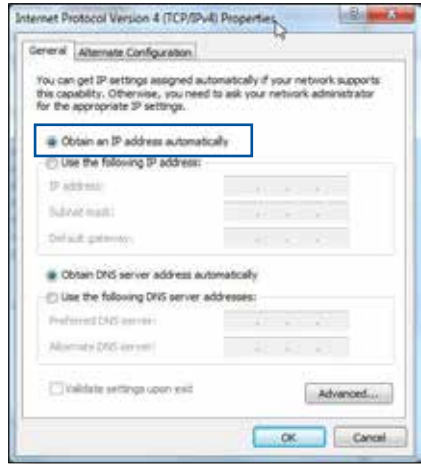 Internet Protocol Version 4 (TCP/IPv4) Properties
General
Alternate Configuration
You can get IP settings assigned automatically if your network supports
this capability. Otherwise, you need to ask your network administrator
for the appropriate IP settings.
Obtain an IP address automatically
Use the following IP address:
IP address:
Subnet mask:
Default gateway:
Obtain DNS server address automatically
Use the following DNS server addresses:
Preferred DNS server:
Alternate DNS server:
Validate settings upon exit
Advanced...
OK
Cancel